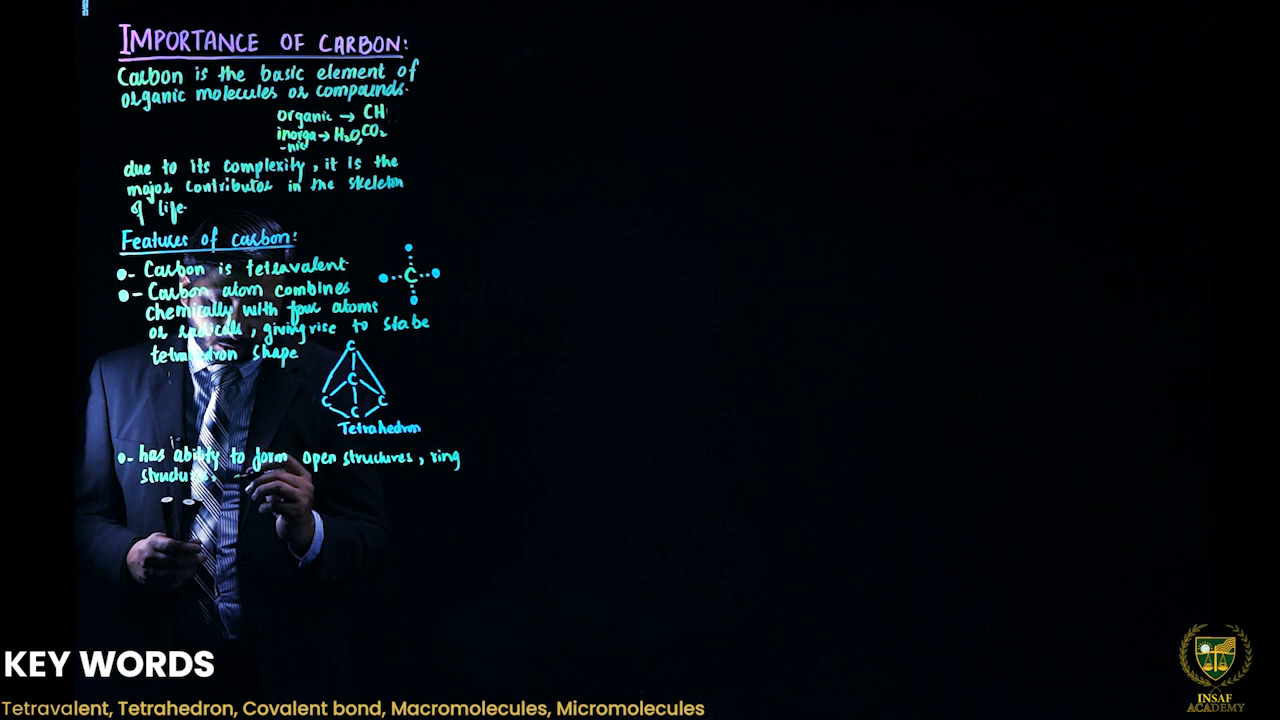 IMPORTANCE OF CARBON:
Carbon is the basic element of
organic molecules or compounds.
organic → CH
inorga → H₂O, CO₂
-nic
due to its complexity, it is the
major contributor in the skeleton
of life.
Features of carbon:
- Carbon is tetravalent.
C
- Carbon atom combines
chemically with four atoms
or radicals, giving rise to stabe
tetrahedron shape
C
C
C C
C
Tetrahedron
- has ability to form open structures, ring
structures,
KEY WORDS
Tetravalent, Tetrahedron, Covalent bond, Macromolecules, Micromolecules
INSAF
ACADEMY